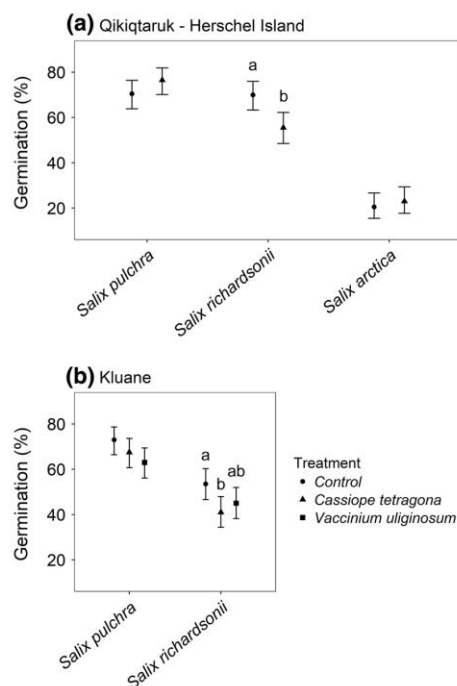 (a) Qikiqtaruk - Herschel Island
Germination (%)
80
60
40
20
a
b
Salix pulchra
Salix richardsonii
Salix arctica
(b) Kluane
Germination (%)
80
60
40
20
a
b
ab
Salix pulchra
Salix richardsonii
Treatment
Control
Cassiope tetragona
Vaccinium uliginosum